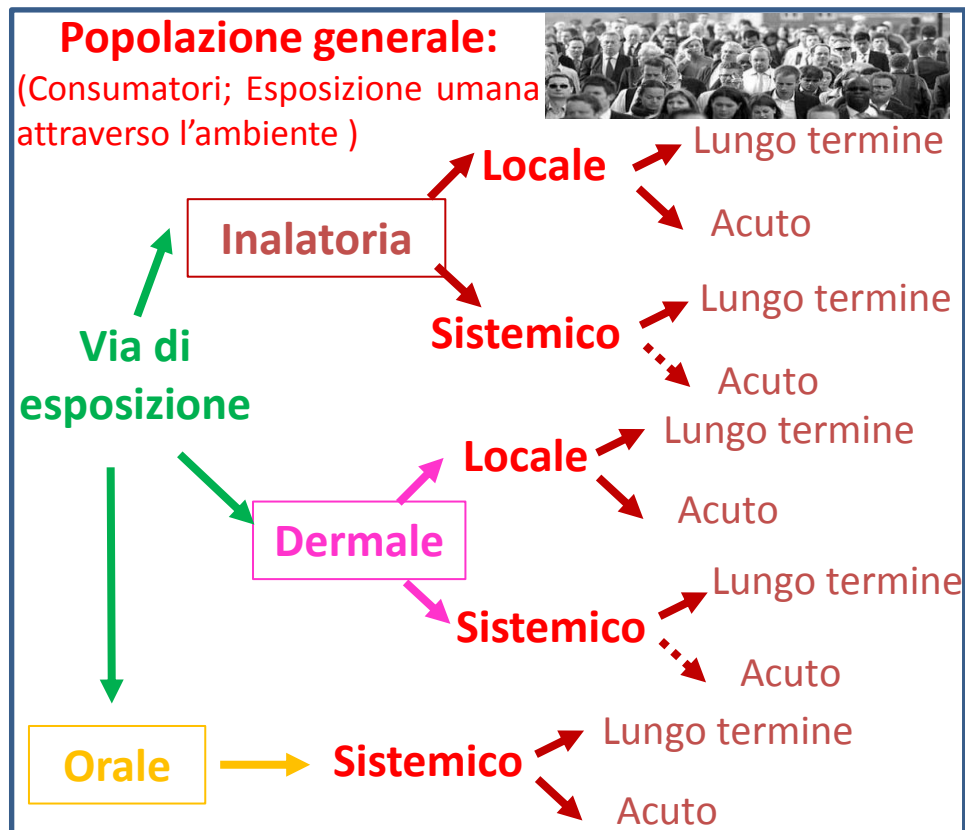 Popolazione generale:
(Consumatori; Esposizione umana
attraverso l'ambiente )
Locale
Lungo termine
Acuto
Inalatoria
Sistemico
Lungo termine
Acuto
Via di
esposizione
Locale
Lungo termine
Acuto
Dermale
Sistemico
Lungo termine
Acuto
Orale
Sistemico
Lungo termine
Acuto